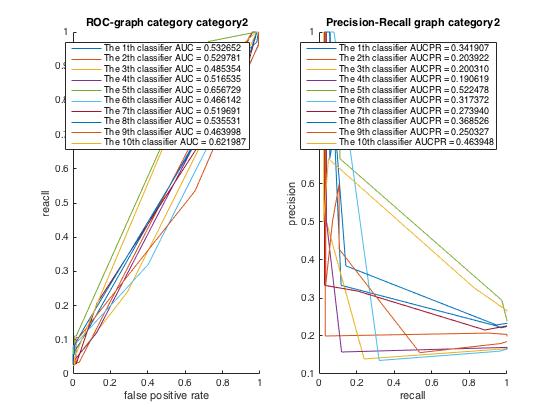 ROC-graph category category2
1
0.9
0.8
0.7
0.6
0.5
0.4
0.3
0.2
0.1
0
reacll
The 1th classifier AUC = 0.532652
The 2th classifier AUC = 0.529781
The 3th classifier AUC = 0.485354
The 4th classifier AUC = 0.516535
The 5th classifier AUC = 0.656729
The 6th classifier AUC = 0.466142
The 7th classifier AUC = 0.519691
The 8th classifier AUC = 0.535531
The 9th classifier AUC = 0.463998
The 10th classifier AUC = 0.621987
0 0.2 0.4 0.6 0.8 1
false positive rate
Precision-Recall graph category2
1
0.6
0.5
0.4
0.3
0.2
0.1
precision
The 1th classifier AUCPR = 0.341907
The 2th classifier AUCPR = 0.203922
The 3th classifier AUCPR = 0.200310
The 4th classifier AUCPR = 0.190619
The 5th classifier AUCPR = 0.522478
The 6th classifier AUCPR = 0.317372
The 7th classifier AUCPR = 0.273940
The 8th classifier AUCPR = 0.368526
The 9th classifier AUCPR = 0.250327
The 10th classifier AUCPR = 0.463948
0 0.2 0.4 0.6 0.8 1
recall